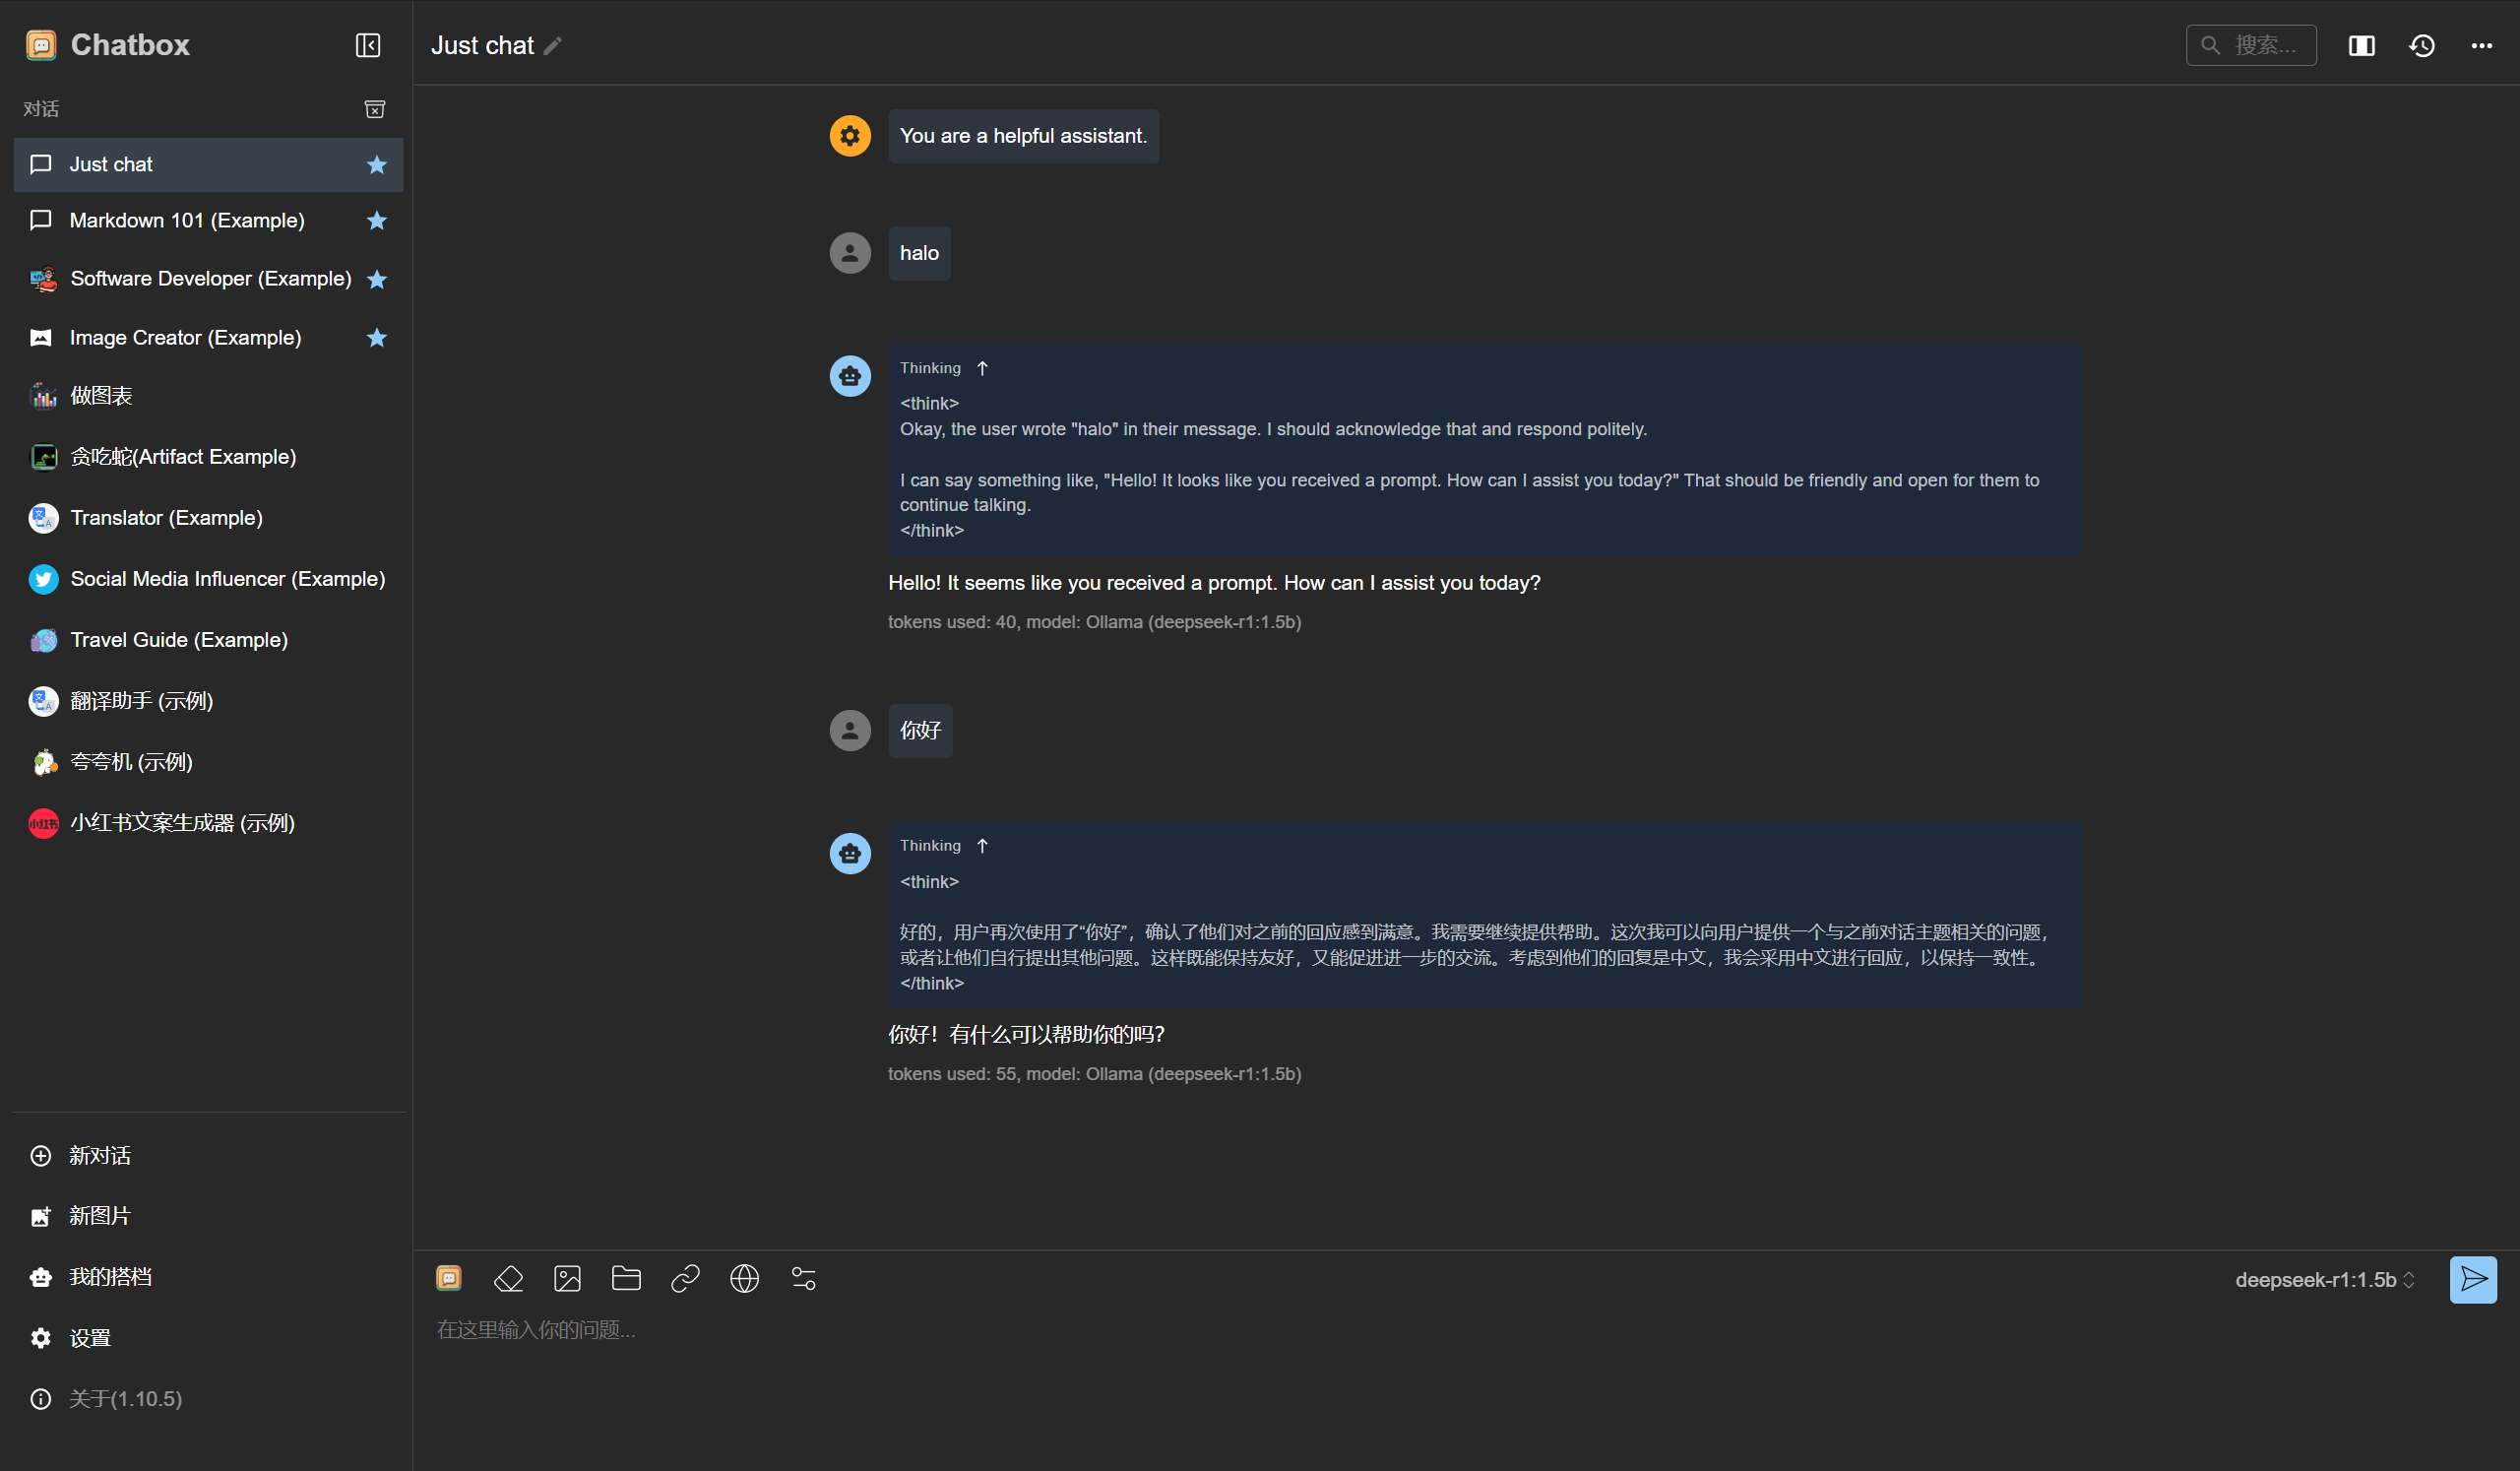 Chatbox
对话
Just chat
Markdown 101 (Example)
Software Developer (Example)
Image Creator (Example)
做图表
贪吃蛇(Artifact Example)
Translator (Example)
Social Media Influencer (Example)
Travel Guide (Example)
翻译助手 (示例)
夸夸机 (示例)
小红书
小红书文案生成器 (示例)
新对话
新图片
我的搭档
设置
关于(1.10.5)
Just chat
搜索...
You are a helpful assistant.
halo
Thinking ↑
<think>
Okay, the user wrote "halo" in their message. I should acknowledge that and respond politely.
I can say something like, "Hello! It looks like you received a prompt. How can I assist you today?" That should be friendly and open for them to
continue talking.
</think>
Hello! It seems like you received a prompt. How can I assist you today?
tokens used: 40, model: Ollama (deepseek-r1:1.5b)
你好
Thinking ↑
<think>
好的，用户再次使用了“你好”，确认了他们对之前的回应感到满意。我需要继续提供帮助。这次我可以向用户提供一个与之前对话主题相关的问题，
或者让他们自行提出其他问题。这样既能保持友好，又能促进进一步的交流。考虑到他们的回复是中文，我会采用中文进行回应，以保持一致性。
</think>
你好！有什么可以帮助你的吗？
tokens used: 55, model: Ollama (deepseek-r1:1.5b)
deepseek-r1:1.5b
在这里输入你的问题...